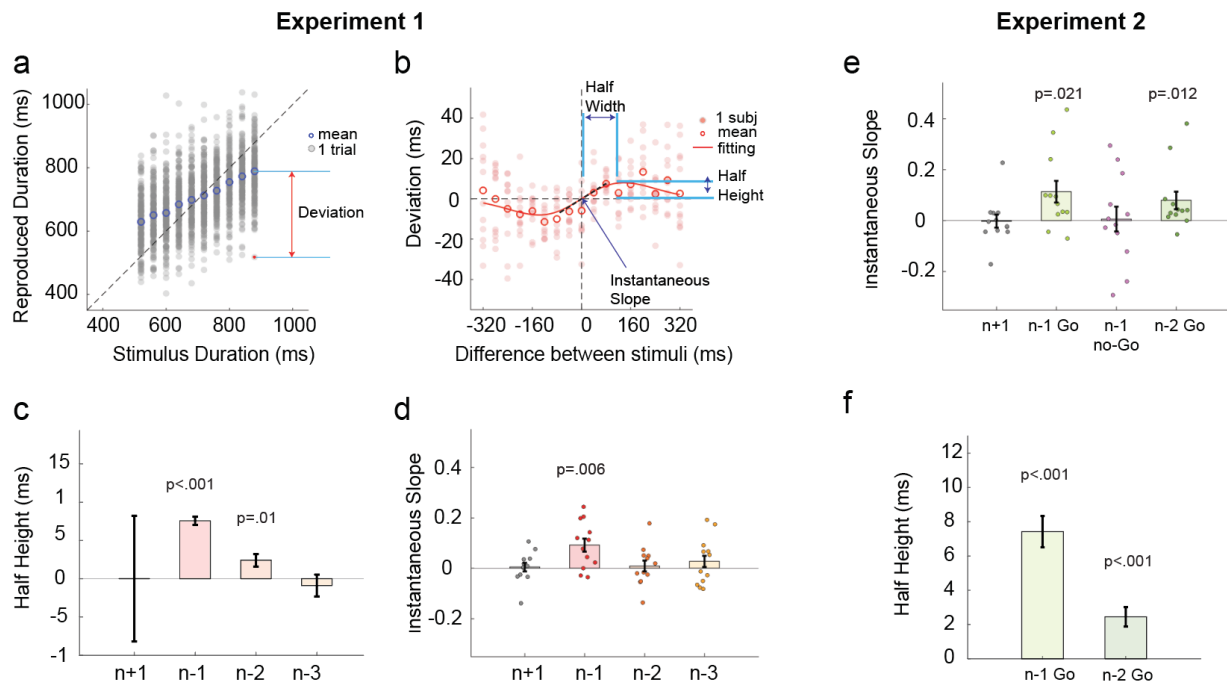 Experiment 1
Experiment 2
a
Reproduced Duration (ms)
1000
800
600
400
mean
1 trial
Deviation
400 600 800 1000
Stimulus Duration (ms)
b
Deviation (ms)
40
20
0
-20
-40
Half
Width
1 subj
mean
fitting
Half
Height
Instantaneous
Slope
-320 -160 0 160 320
Difference between stimuli (ms)
e
instantaneous Slope
0.4
0.2
0
-0.2
p=.021
p=.012
n+1 n-1 Go n-1 n-2 Go
no-Go
c
Half Height (ms)
15
1
5
0
-5
-1
p<.001
p=.01
n+1 n-1 n-2 n-3
d
instantaneous Slope
0.4
0.2
0
-0.2
p=.006
n+1 n-1 n-2 n-3
f
Half Height (ms)
12
10
8
6
4
2
0
p<.001
p<.001
n-1 Go n-2 Go